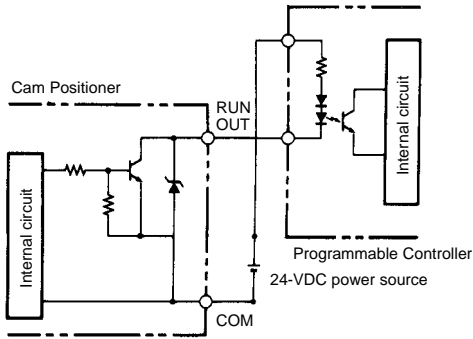 Cam Positioner
RUN
OUT
Internal circuit
Internal circuit
Programmable Controller
24-VDC power source
COM